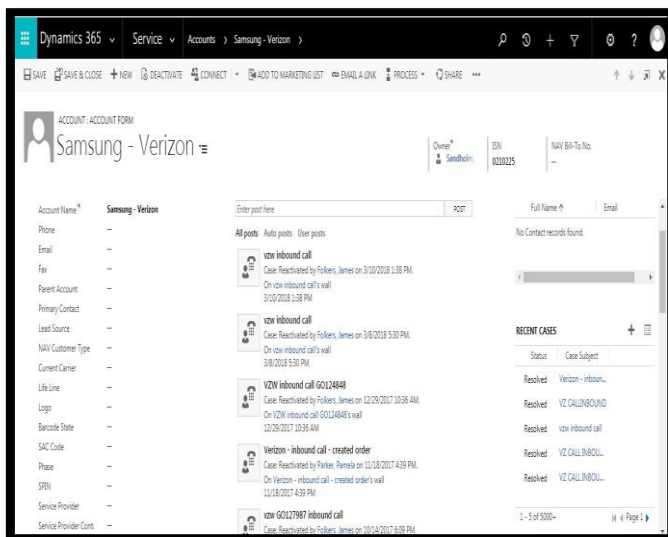 Dynamics 365 Service Accounts > Samsung - Verizon >
SAVE SAVE & CLOSE + NEW DEACTIVATE CONNECT ADD TO MARKETING LIST EMAIL A LINK PROCESS SHARE ...
ACCOUNT : ACCOUNT FORM
Samsung - Verizon
Owner*
Sandholm,
ISN
0210225
NAV Bill-To No.
--
Account Name* Samsung - Verizon
Phone --
Email --
Fax --
Parent Account --
Primary Contact --
Lead Source --
NAV Customer Type --
Current Carrier --
Life Line --
Logo --
Barcode State --
SAC Code --
Phase --
SPIN --
Service Provider --
Service Provider Cont --
Enter post here POST
All posts Auto posts User posts
vzw inbound call
Case: Reactivated by Folkers, James on 3/10/2018 1:38 PM.
On vzw inbound call's wall
3/10/2018 1:38 PM
vzw inbound call
Case: Reactivated by Folkers, James on 3/8/2018 5:30 PM.
On vzw inbound call's wall
3/8/2018 5:30 PM
VZW inbound call GO124848
Case: Reactivated by Folkers, James on 12/29/2017 10:36 AM.
On VZW inbound call GO124848's wall
12/29/2017 10:36 AM
Verizon - inbound call - created order
Case: Reactivated by Parker, Pamela on 11/18/2017 4:39 PM.
On Verizon - inbound call - created order's wall
11/18/2017 4:39 PM
vzw GO127987 inbound call
Case: Reactivated by Folkers, James on 10/14/2017 6:09 PM.
Full Name ↑ Email
No Contact records found.
RECENT CASES
Status Case Subject
Resolved Verizon - inboun...
Resolved VZ CALLINBOUND
Resolved vzw inbound call
Resolved VZ CALL INBOU...
Resolved VZ CALL INBOU...
1 - 5 of 5000+ Page 1